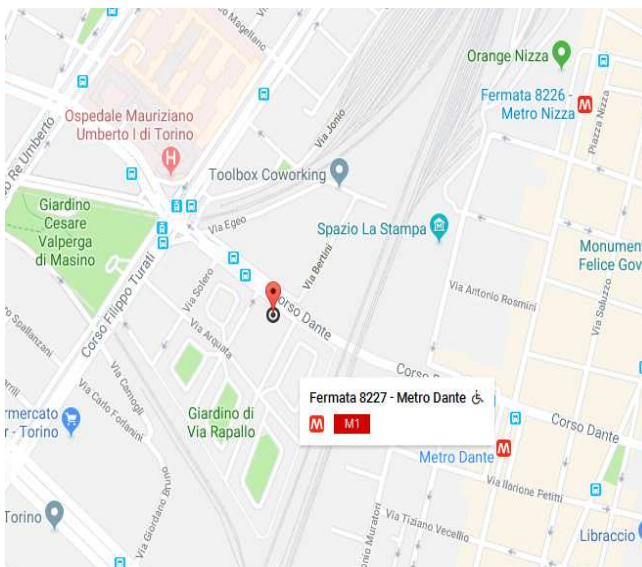 Magellano
Orange Nizza
Fermata 8226 -
Metro Nizza
Piazza Nizza
Ospedale Mauriziano
Umberto I di Torino
H
Via Jonio
Re Umberto
Toolbox Coworking
Giardino
Cesare
Valperga
di Masino
Via Egeo
Spazio La Stampa
Monument
Felice Gov
Via Bertini
Via Solero
Via Antonio Rosmini
Via Saluzzo
Corso Filippo Turati
Corso Dante
Spallanzani
Via Arquata
Corso
Via Camogli
Fermata 8227 - Metro Dante
M M1
Via Carlo Forlanini
Giardino di
Via Rapallo
Corso Dante
ermercato
r - Torino
Metro Dante
Via Giordano Bruno
Via Ilarione Petitti
Torino
Via Tiziano Vecellio
onio Muratori
Libraccio